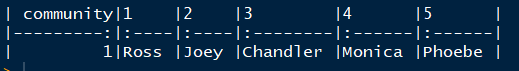 | community|1 |2 |3 |4 |5 |
|---------:|:----|:----|:--------|:------|:------|
| 1|Ross |Joey |Chandler |Monica |Phoebe |
>